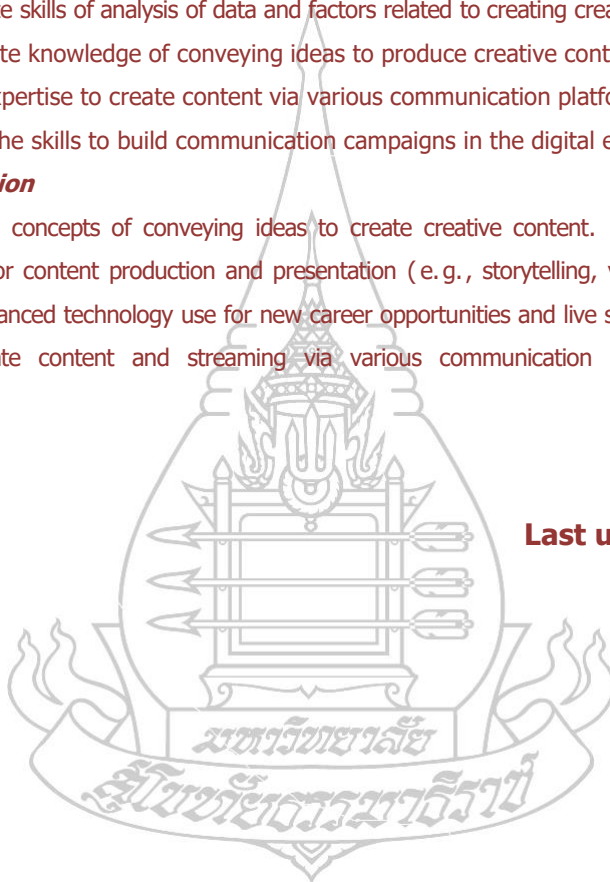 te skills of analysis of data and factors related to creating crea
te knowledge of conveying ideas to produce creative cont
xpertise to create content via various communication platfo
he skills to build communication campaigns in the digital e
ion
concepts of conveying ideas to create creative content.
or content production and presentation (e.g., storytelling, v
anced technology use for new career opportunities and live s
ate content and streaming via various communication
Last u
มหาวิทยาลัย
สุโขทัยธรรมาธิราช